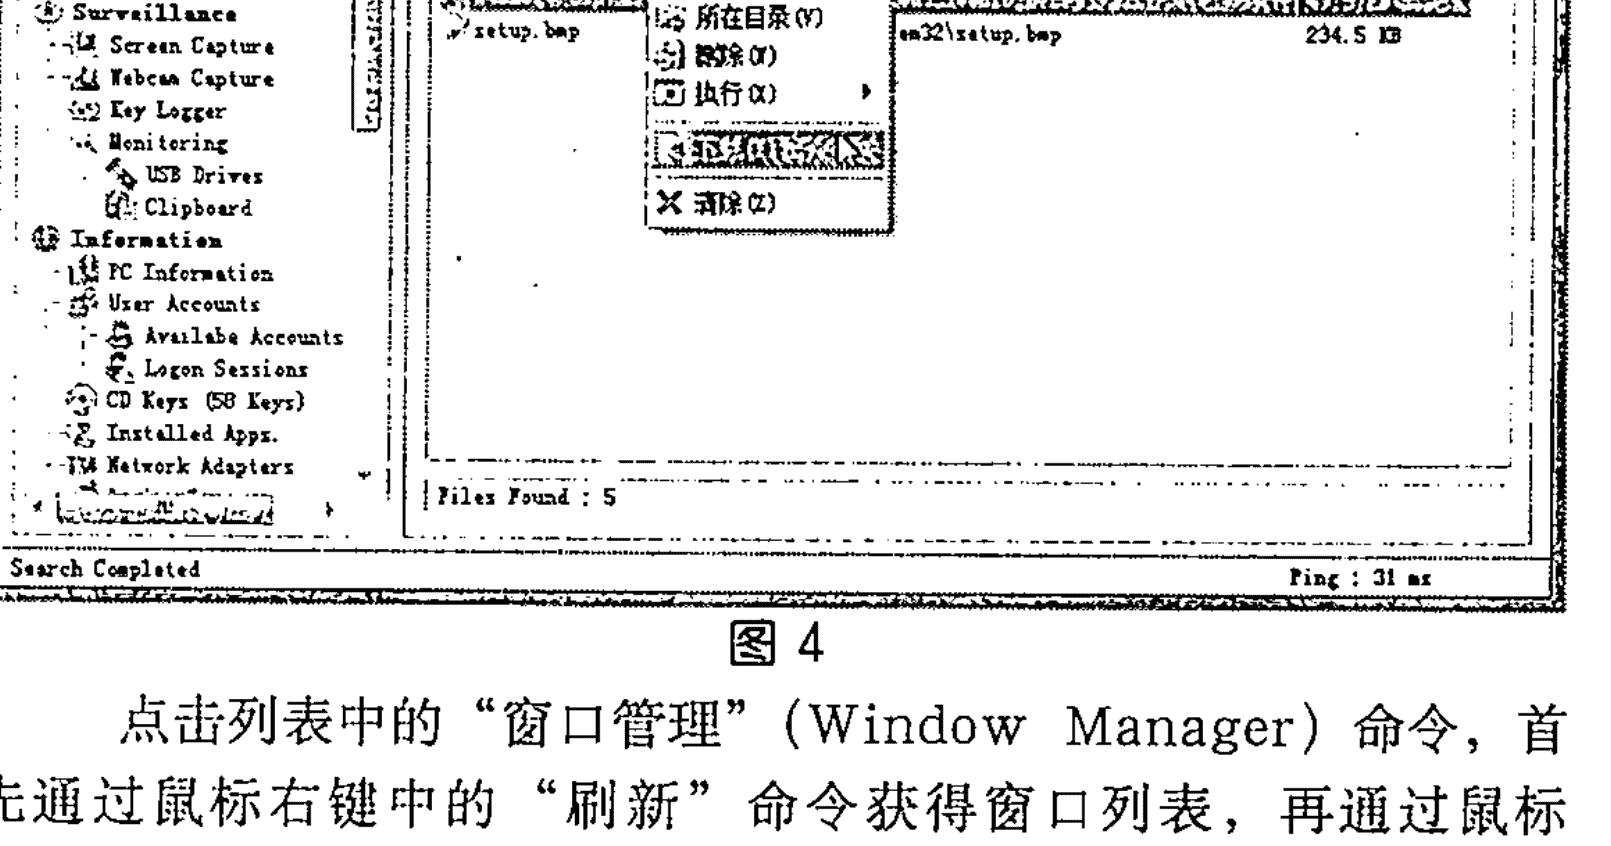 Surveillance
Screen Capture
Webcam Capture
Key Logger
Monitoring
USB Drives
Clipboard
Information
PC Information
User Accounts
Availabe Accounts
Logon Sessions
CD Keys (58 Keys)
Installed Apps.
Network Adapters
setup.bmp
em32\setup.bmp
234.5 KB
所在目录(V)
删除(Y)
执行(X)
清除(Z)
Files Found : 5
Search Completed
Ping : 31 ms
图 4
点击列表中的“窗口管理”(Window Manager)命令，首
先通过鼠标右键中的“刷新”命令获得窗口列表，再通过鼠标